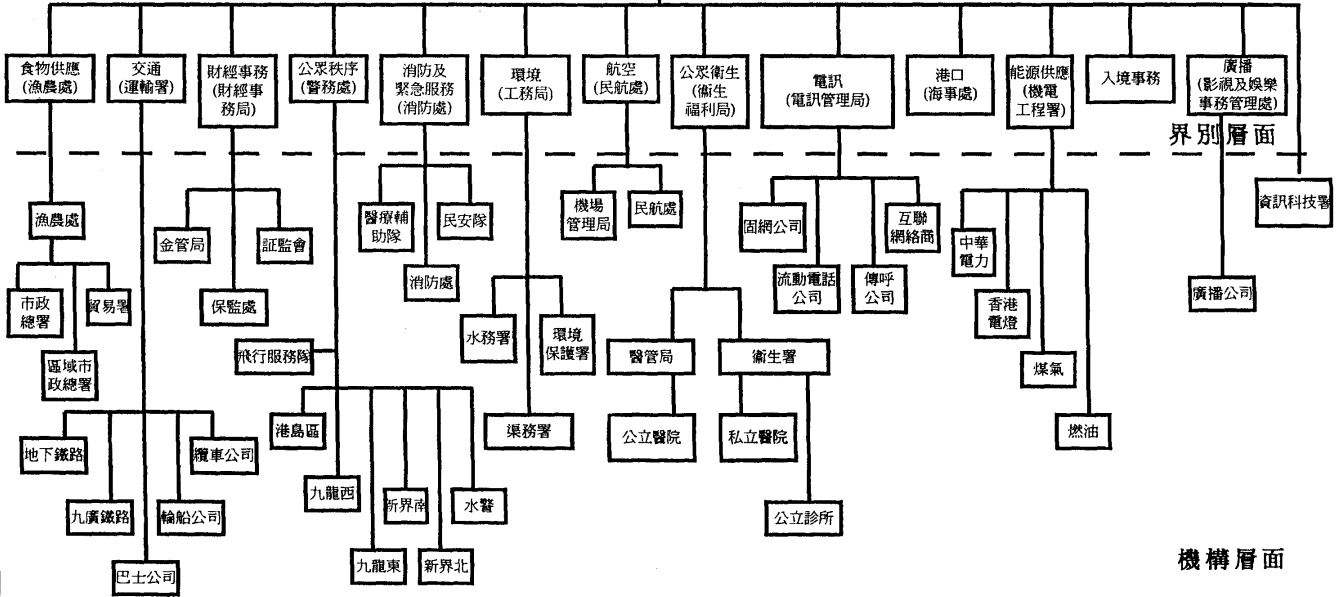 食物供應
(漁農處)
交通
(運輸署)
財經事務
(財經事
務局)
公眾秩序
(警務處)
消防及
緊急服務
(消防處)
環境
(工務局)
航空
(民航處)
公眾衞生
(衞生
福利局)
電訊
(電訊管理局)
港口
(海事處)
能源供應
(機電
工程署)
入境事務
廣播
(影視及娛樂
事務管理處)
界別層面
漁農處
金管局
証監會
醫療輔
助隊
民安隊
機場
管理局
民航處
固網公司
互聯
網絡商
中華
電力
資訊科技署
市政
總署
貿易署
保監處
消防處
流動電話
公司
傳呼
公司
香港
電燈
廣播公司
區域市
政總署
飛行服務隊
水務署
環境
保護署
醫管局
衞生署
煤氣
地下鐵路
纜車公司
港島區
渠務署
公立醫院
私立醫院
燃油
九廣鐵路
輪船公司
九龍西
新界南
水警
公立診所
巴士公司
九龍東
新界北
機構層面